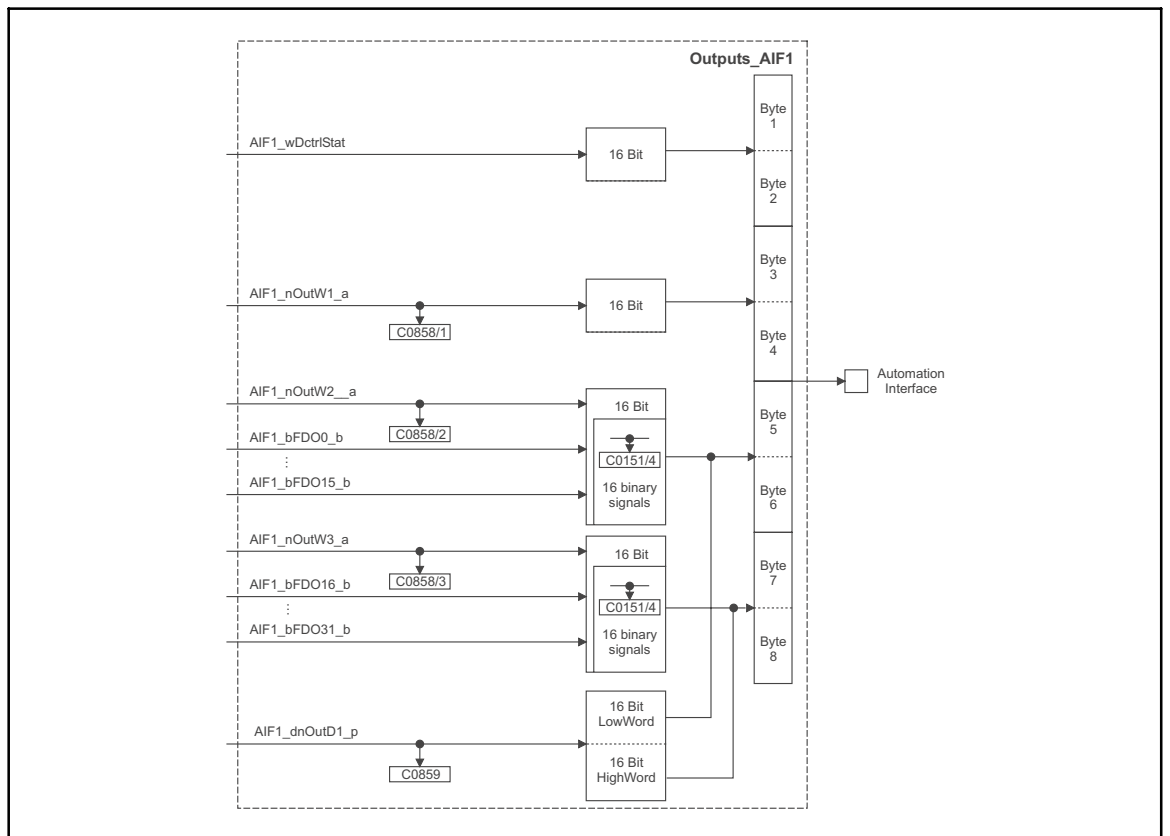 Outputs_AIF1
AIF1_wDctrlStat
16 Bit
Byte
1
Byte
2
AIF1_nOutW1_a
C0858/1
16 Bit
Byte
3
Byte
4
Automation
Interface
AIF1_nOutW2__a
C0858/2
AIF1_bFDO0_b
⋮
AIF1_bFDO15_b
16 Bit
C0151/4
16 binary
signals
Byte
5
Byte
6
AIF1_nOutW3_a
C0858/3
AIF1_bFDO16_b
⋮
AIF1_bFDO31_b
16 Bit
C0151/4
16 binary
signals
Byte
7
Byte
8
AIF1_dnOutD1_p
C0859
16 Bit
LowWord
16 Bit
HighWord